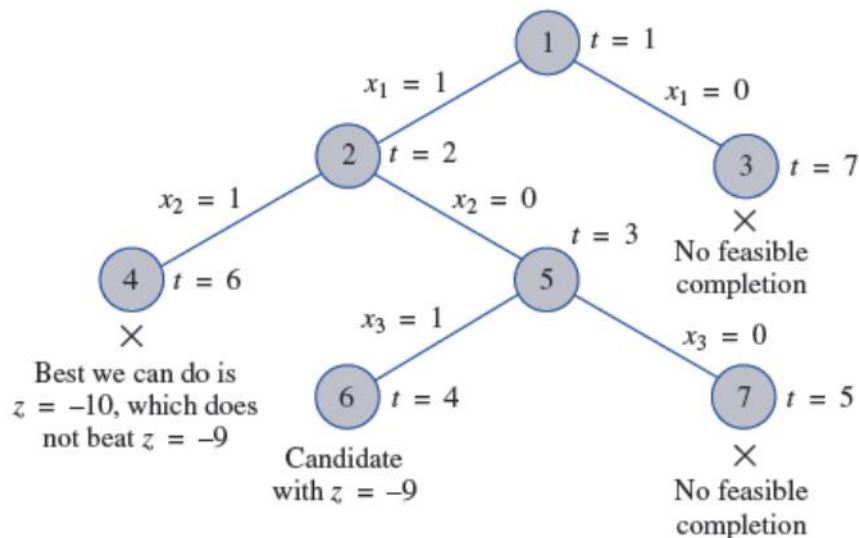 1 t = 1
x₁ = 1
x₁ = 0
2 t = 2
3 t = 7
No feasible
completion
x₂ = 1
x₂ = 0
t = 3
4 t = 6
5
Best we can do is
z = –10, which does
not beat z = –9
x₃ = 1
x₃ = 0
6 t = 4
Candidate
with z = –9
7 t = 5
No feasible
completion